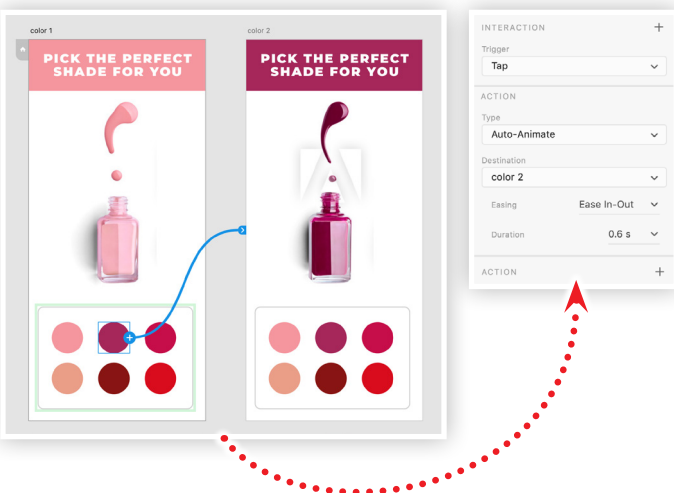 color 1
PICK THE PERFECT
SHADE FOR YOU
color 2
PICK THE PERFECT
SHADE FOR YOU
INTERACTION
Trigger
Tap
ACTION
Type
Auto-Animate
Destination
color 2
Easing Ease In-Out
Duration 0.6 s
ACTION